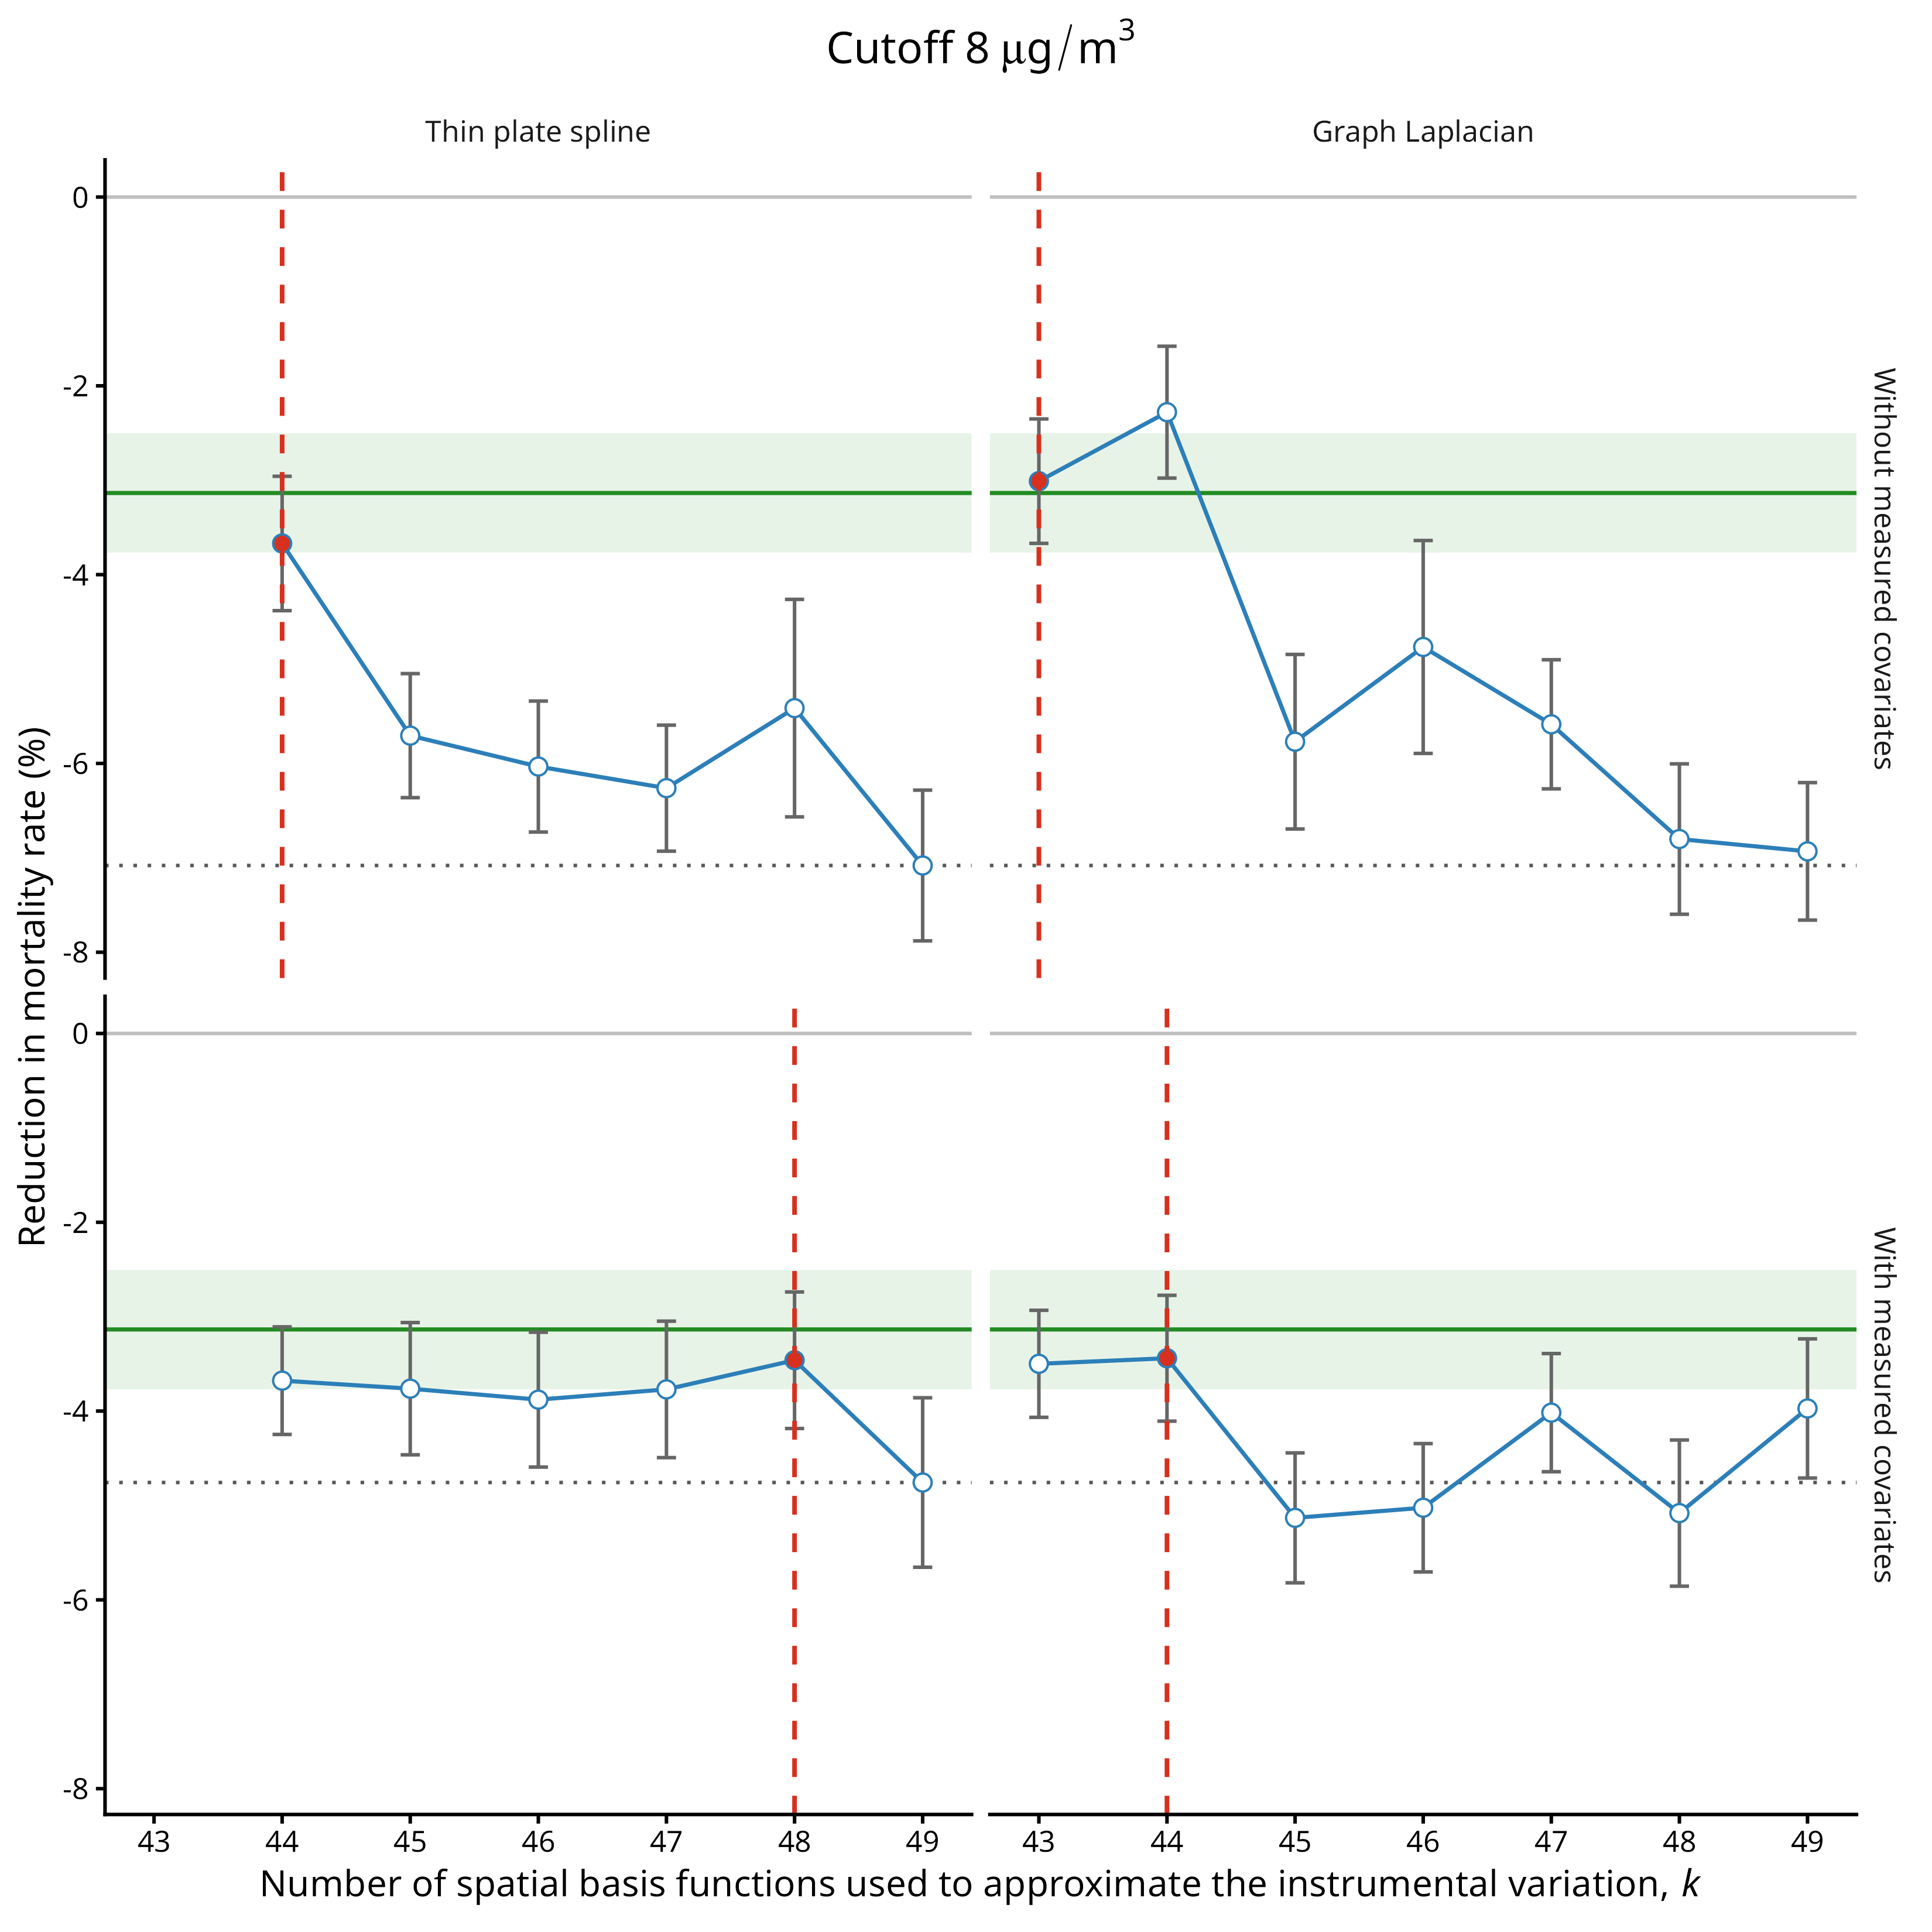 Cutoff 8 μg/m³
Thin plate spline
Graph Laplacian
0
-2
-4
-6
-8
Without measured covariates
0
-2
-4
-6
-8
With measured covariates
Reduction in mortality rate (%)
43 44 45 46 47 48 49 43 44 45 46 47 48 49
Number of spatial basis functions used to approximate the instrumental variation, k